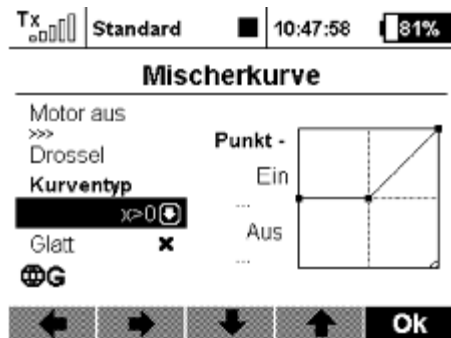 Tx Standard 10:47:58 81%
Mischerkurve
Motor aus
>>>
Drossel
Kurventyp
x>0
Glatt
G
Punkt -
Ein
...
Aus
...
Ok